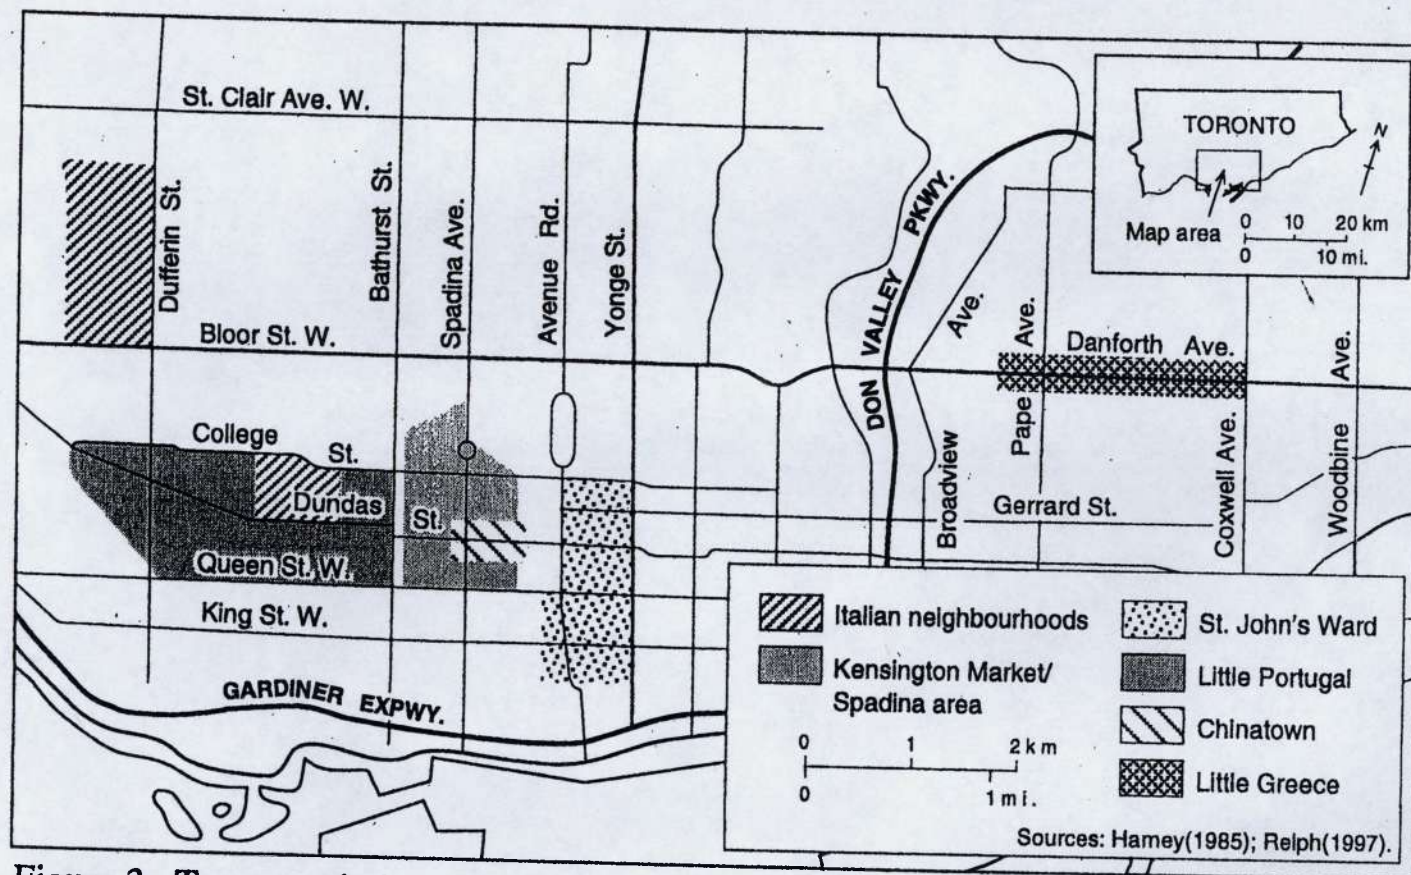 St. Clair Ave. W.
Dufferin St.
Bathurst St.
Spadina Ave.
Avenue Rd.
Yonge St.
Bloor St. W.
DON VALLEY PKWY.
Broadview Ave.
Pape Ave.
Danforth Ave.
Coxwell Ave.
Woodbine Ave.
College St.
Dundas St.
Gerrard St.
Queen St. W.
King St. W.
GARDINER EXPWY.
TORONTO
N
Map area
0 10 20 km
0 10 mi.
Italian neighbourhoods
Kensington Market/
Spadina area
St. John's Ward
Little Portugal
Chinatown
Little Greece
0 1 2 km
0 1 mi.
Sources: Harney(1985); Relph(1997).